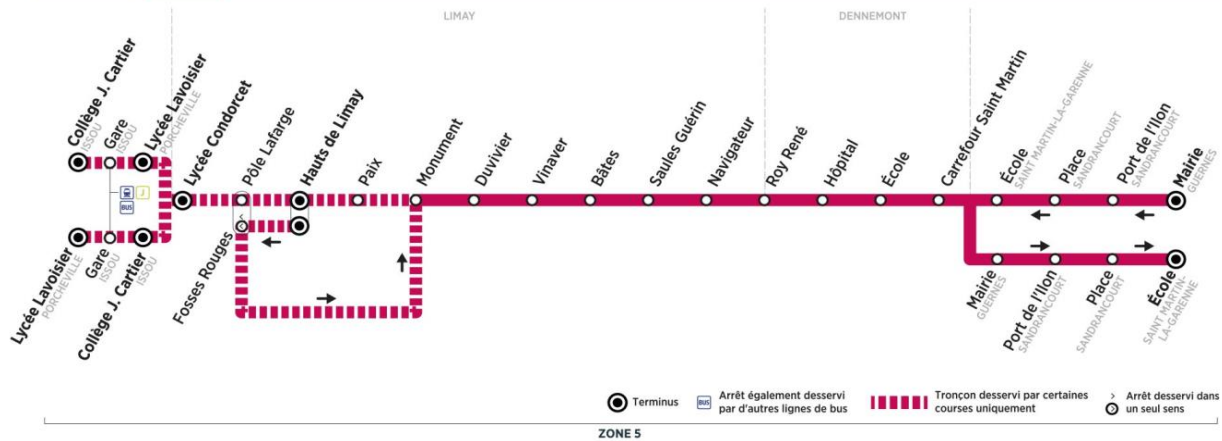 LIMAY
DENNEMONT
Collège J. Cartier
ISSOU
Gare
ISSOU
Lycée Lavoisier
PORCHEVILLE
Lycée Condorcet
Pôle Lafarge
Hauts de Limay
Paix
Monument
Duvivier
Vinaver
Bâtes
Saules Guérin
Navigateur
Roy René
Hôpital
École
Carrefour Saint Martin
École
SAINT MARTIN-LA-GARENNE
Place
SANDRANCOURT
Port de l'Ilon
SANDRANCOURT
Mairie
GUERNES
J
BUS
Lycée Lavoisier
PORCHEVILLE
Gare
ISSOU
Collège J. Cartier
ISSOU
Fosses Rouges
Mairie
GUERNES
Port de l'Ilon
SANDRANCOURT
Place
SANDRANCOURT
École
SAINT MARTIN-
LA-GARENNE
Terminus
BUS
Arrêt également desservi
par d'autres lignes de bus
Tronçon desservi par certaines
courses uniquement
Arrêt desservi dans
un seul sens
ZONE 5